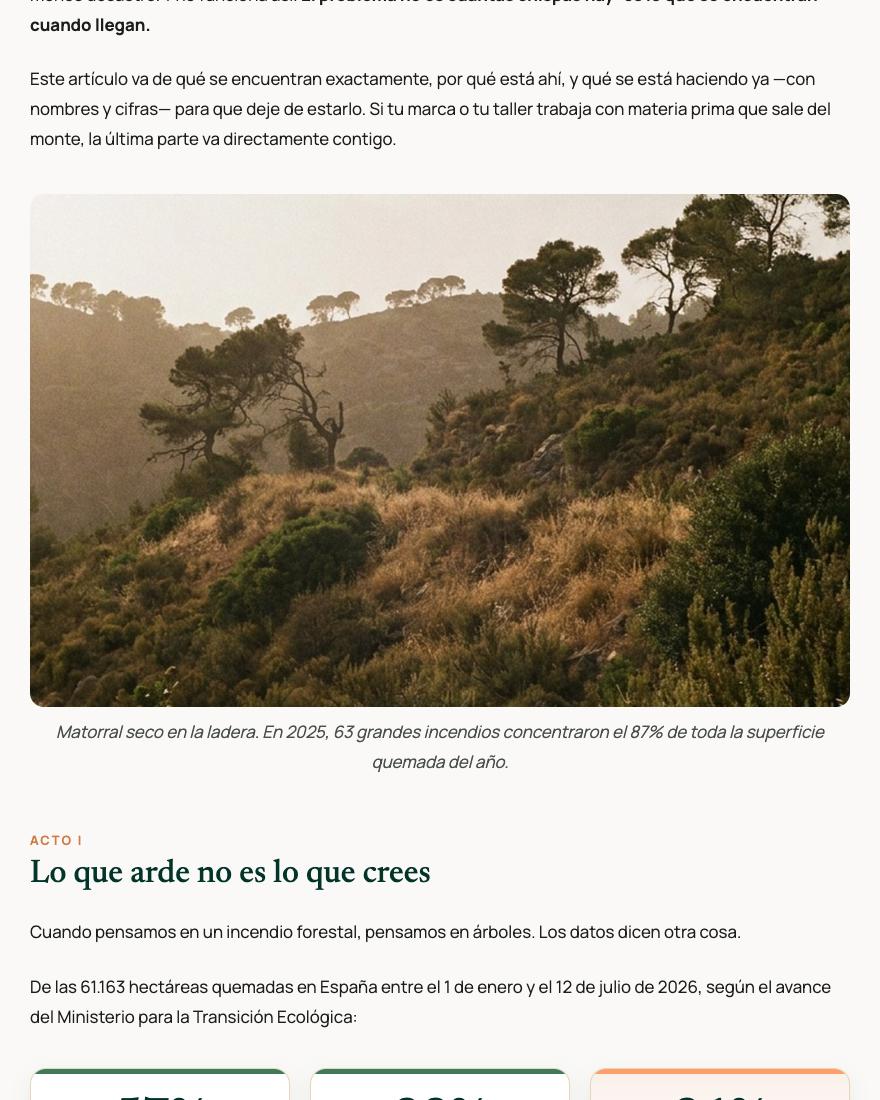 cuando llegan.
Este artículo va de qué se encuentran exactamente, por qué está ahí, y qué se está haciendo ya —con
nombres y cifras— para que deje de estarlo. Si tu marca o tu taller trabaja con materia prima que sale del
monte, la última parte va directamente contigo.
Matorral seco en la ladera. En 2025, 63 grandes incendios concentraron el 87% de toda la superficie
quemada del año.
ACTO I
Lo que arde no es lo que crees
Cuando pensamos en un incendio forestal, pensamos en árboles. Los datos dicen otra cosa.
De las 61.163 hectáreas quemadas en España entre el 1 de enero y el 12 de julio de 2026, según el avance
del Ministerio para la Transición Ecológica: